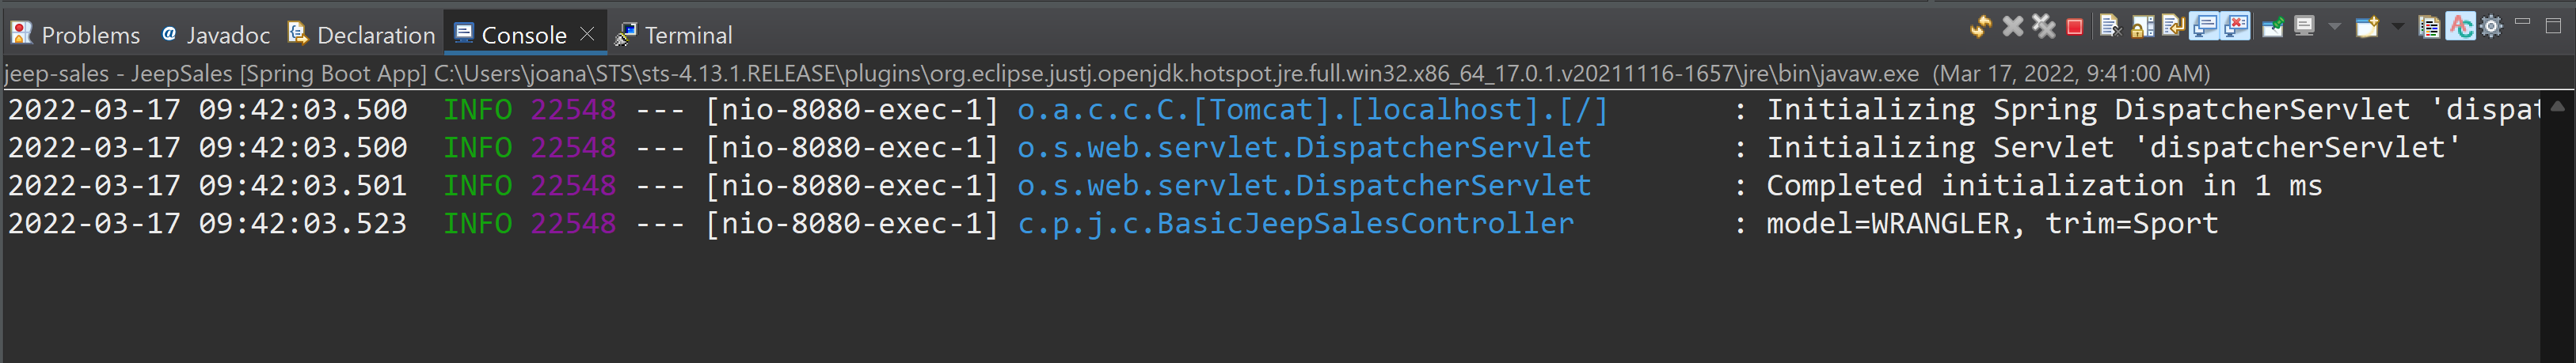 Problems @ Javadoc Declaration Console Terminal
jeep-sales - JeepSales [Spring Boot App] C:\Users\joana\STS\sts-4.13.1.RELEASE\plugins\org.eclipse.justj.openjdk.hotspot.jre.full.win32.x86_64_17.0.1.v20211116-1657\jre\bin\javaw.exe (Mar 17, 2022, 9:41:00 AM)
2022-03-17 09:42:03.500  INFO 22548 --- [nio-8080-exec-1] o.a.c.c.C.[Tomcat].[localhost].[/]       : Initializing Spring DispatcherServlet 'dispat
2022-03-17 09:42:03.500  INFO 22548 --- [nio-8080-exec-1] o.s.web.servlet.DispatcherServlet        : Initializing Servlet 'dispatcherServlet'
2022-03-17 09:42:03.501  INFO 22548 --- [nio-8080-exec-1] o.s.web.servlet.DispatcherServlet        : Completed initialization in 1 ms
2022-03-17 09:42:03.523  INFO 22548 --- [nio-8080-exec-1] c.p.j.c.BasicJeepSalesController         : model=WRANGLER, trim=Sport